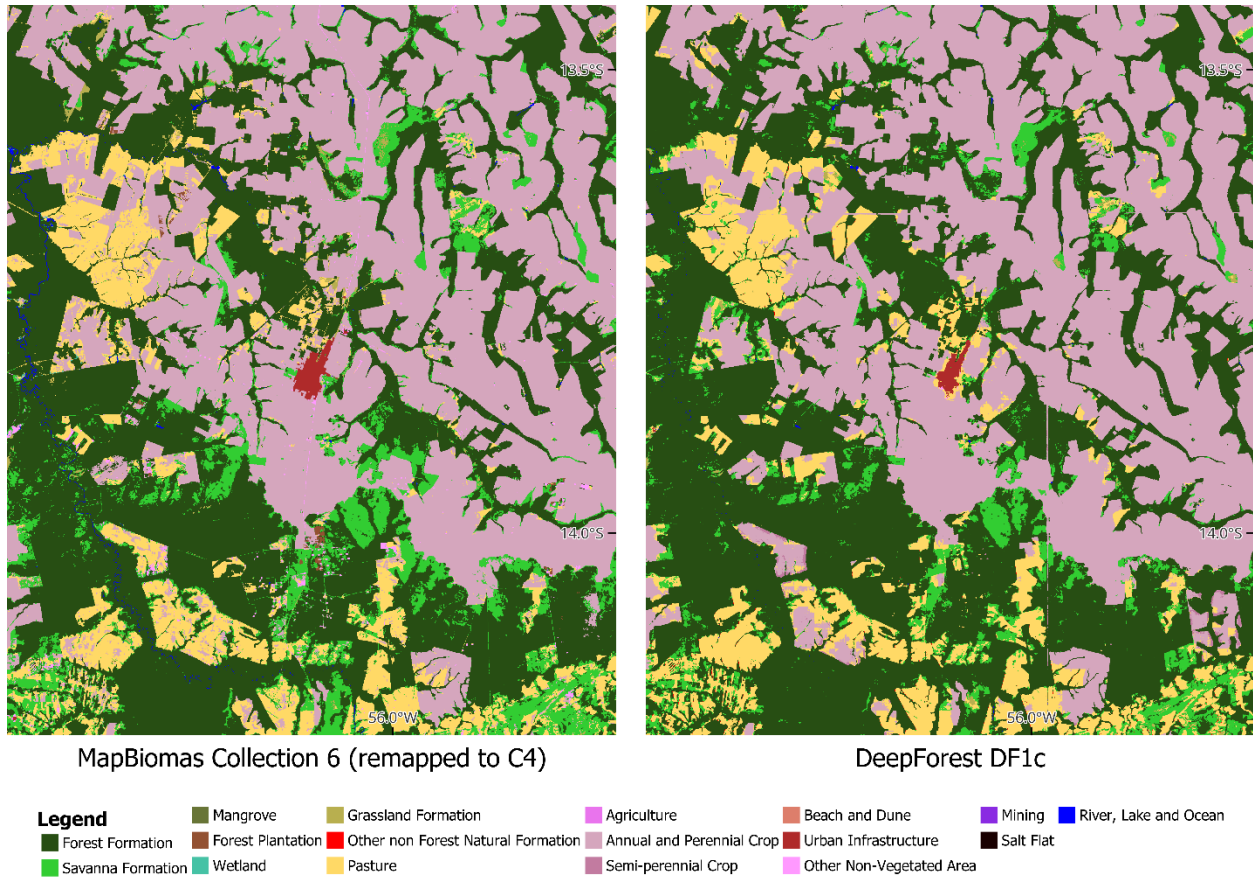 13.5°S
13.5°S
14.0°S
14.0°S
56.0°W
56.0°W
MapBiomas Collection 6 (remapped to C4)
DeepForest DF1c
Legend
Mangrove
Grassland Formation
Agriculture
Beach and Dune
Mining
River, Lake and Ocean
Forest Formation
Forest Plantation
Other non Forest Natural Formation
Annual and Perennial Crop
Urban Infrastructure
Salt Flat
Savanna Formation
Wetland
Pasture
Semi-perennial Crop
Other Non-Vegetated Area